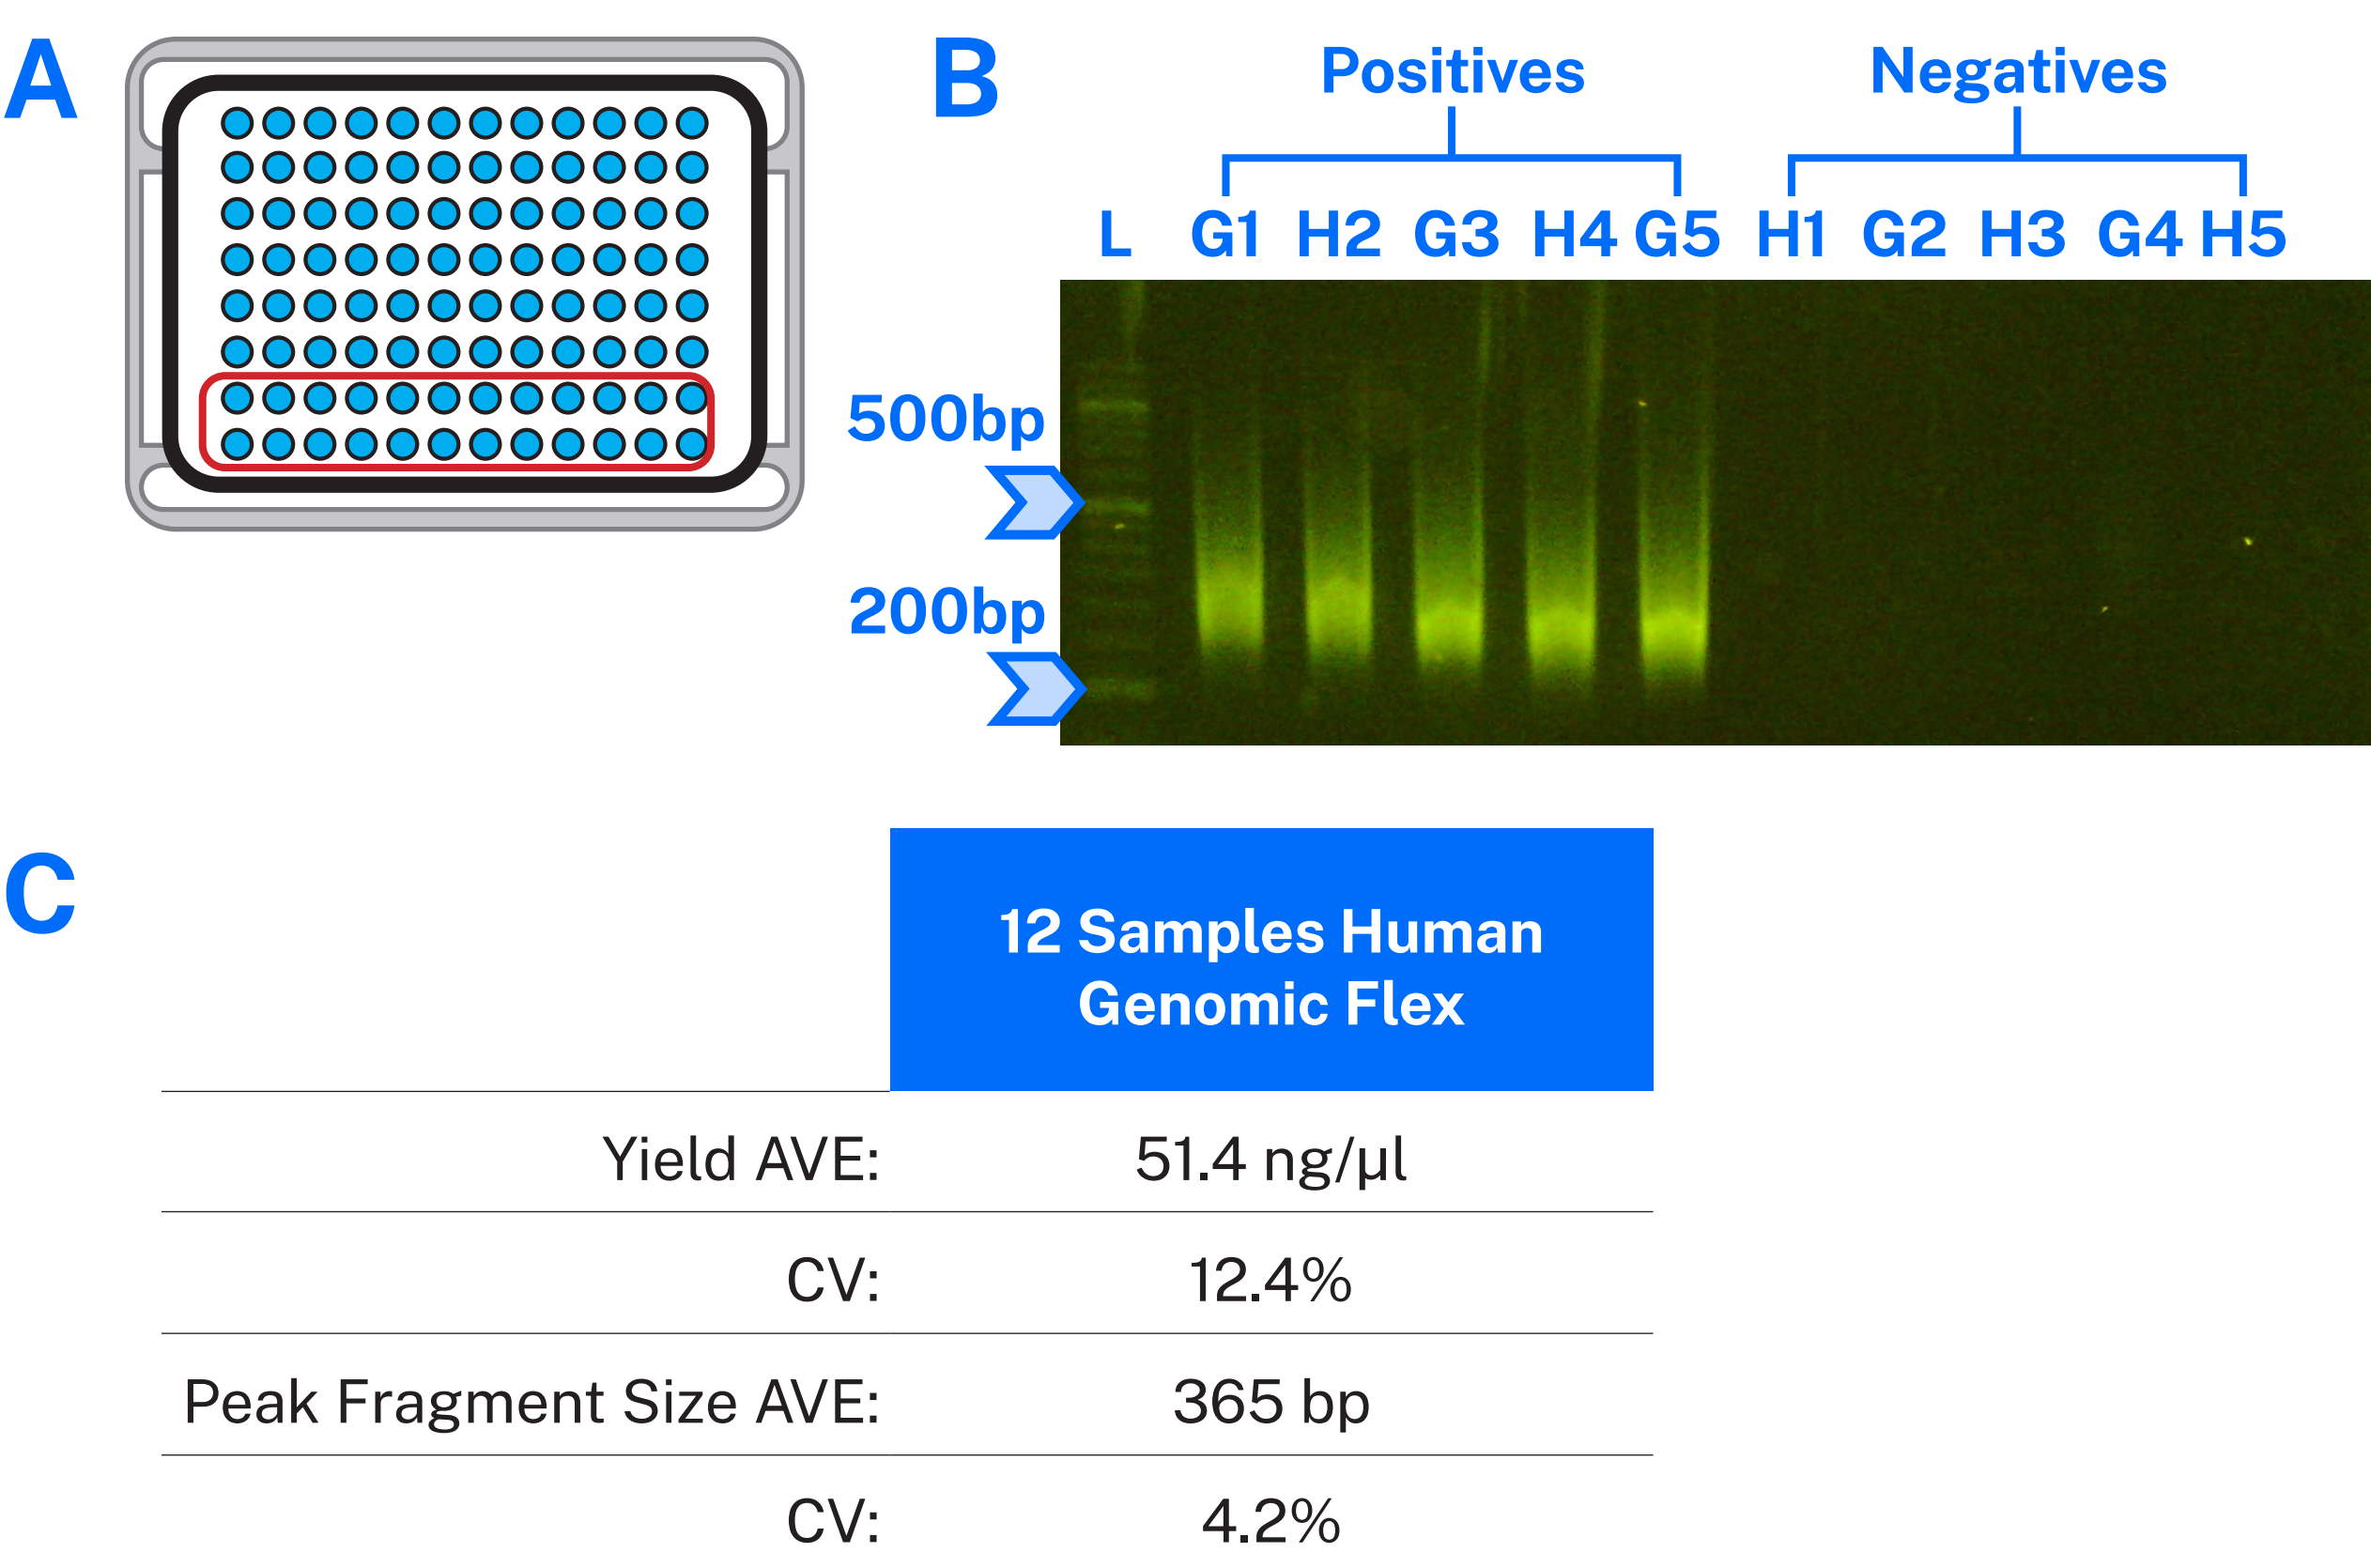 A
B
Positives Negatives
L G1 H2 G3 H4 G5 H1 G2 H3 G4 H5
500bp
200bp
C
12 Samples Human
Genomic Flex
Yield AVE: 51.4 ng/µl
CV: 12.4%
Peak Fragment Size AVE: 365 bp
CV: 4.2%